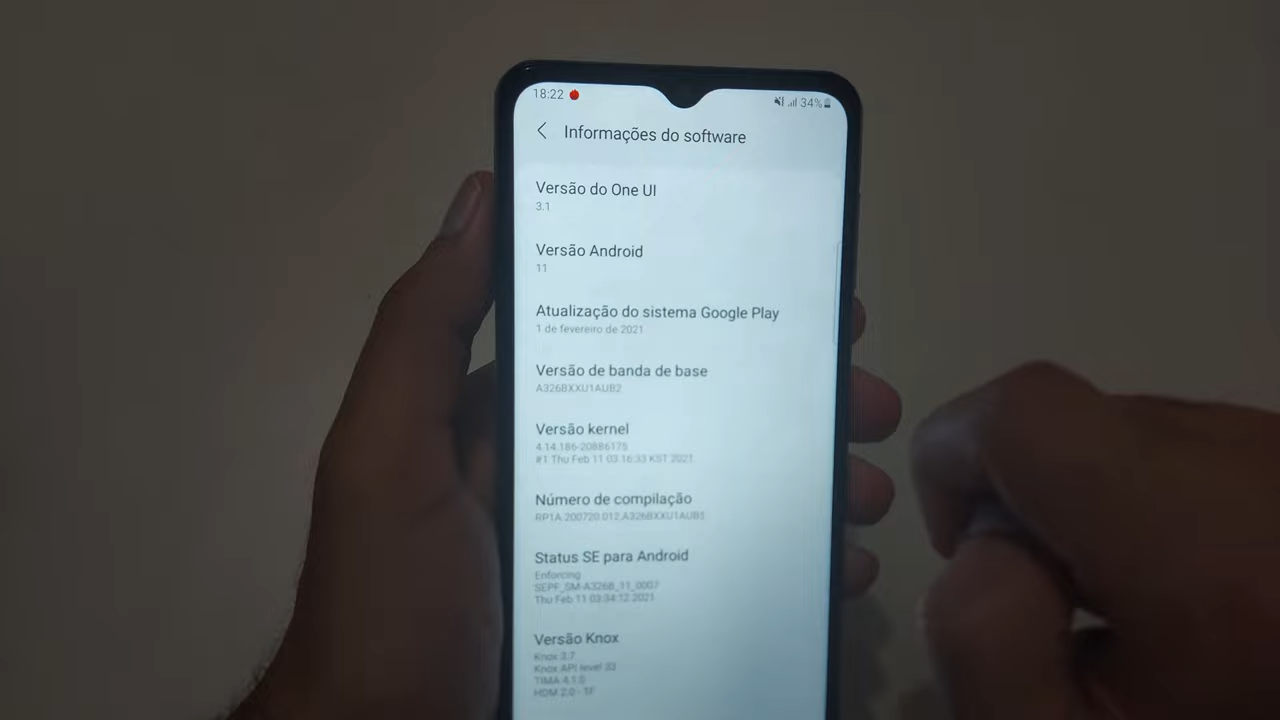 18:22
34%
Informações do software
Versão do One UI
3.1
Versão Android
11
Atualização do sistema Google Play
1 de fevereiro de 2021
Versão de banda de base
A326BXXU1AUB2
Versão kernel
4.14.186-20886175
#1 Thu Feb 11 03:16:33 KST 2021
Número de compilação
RP1A.200720.012.A326BXXU1AUB5
Status SE para Android
Enforcing
SEPF_SM-A326B_11_0007
Thu Feb 11 03:34:12 2021
Versão Knox
Knox 3.7
Knox API level 33
TIMA 4.1.0
HDM 2.0 - 1F